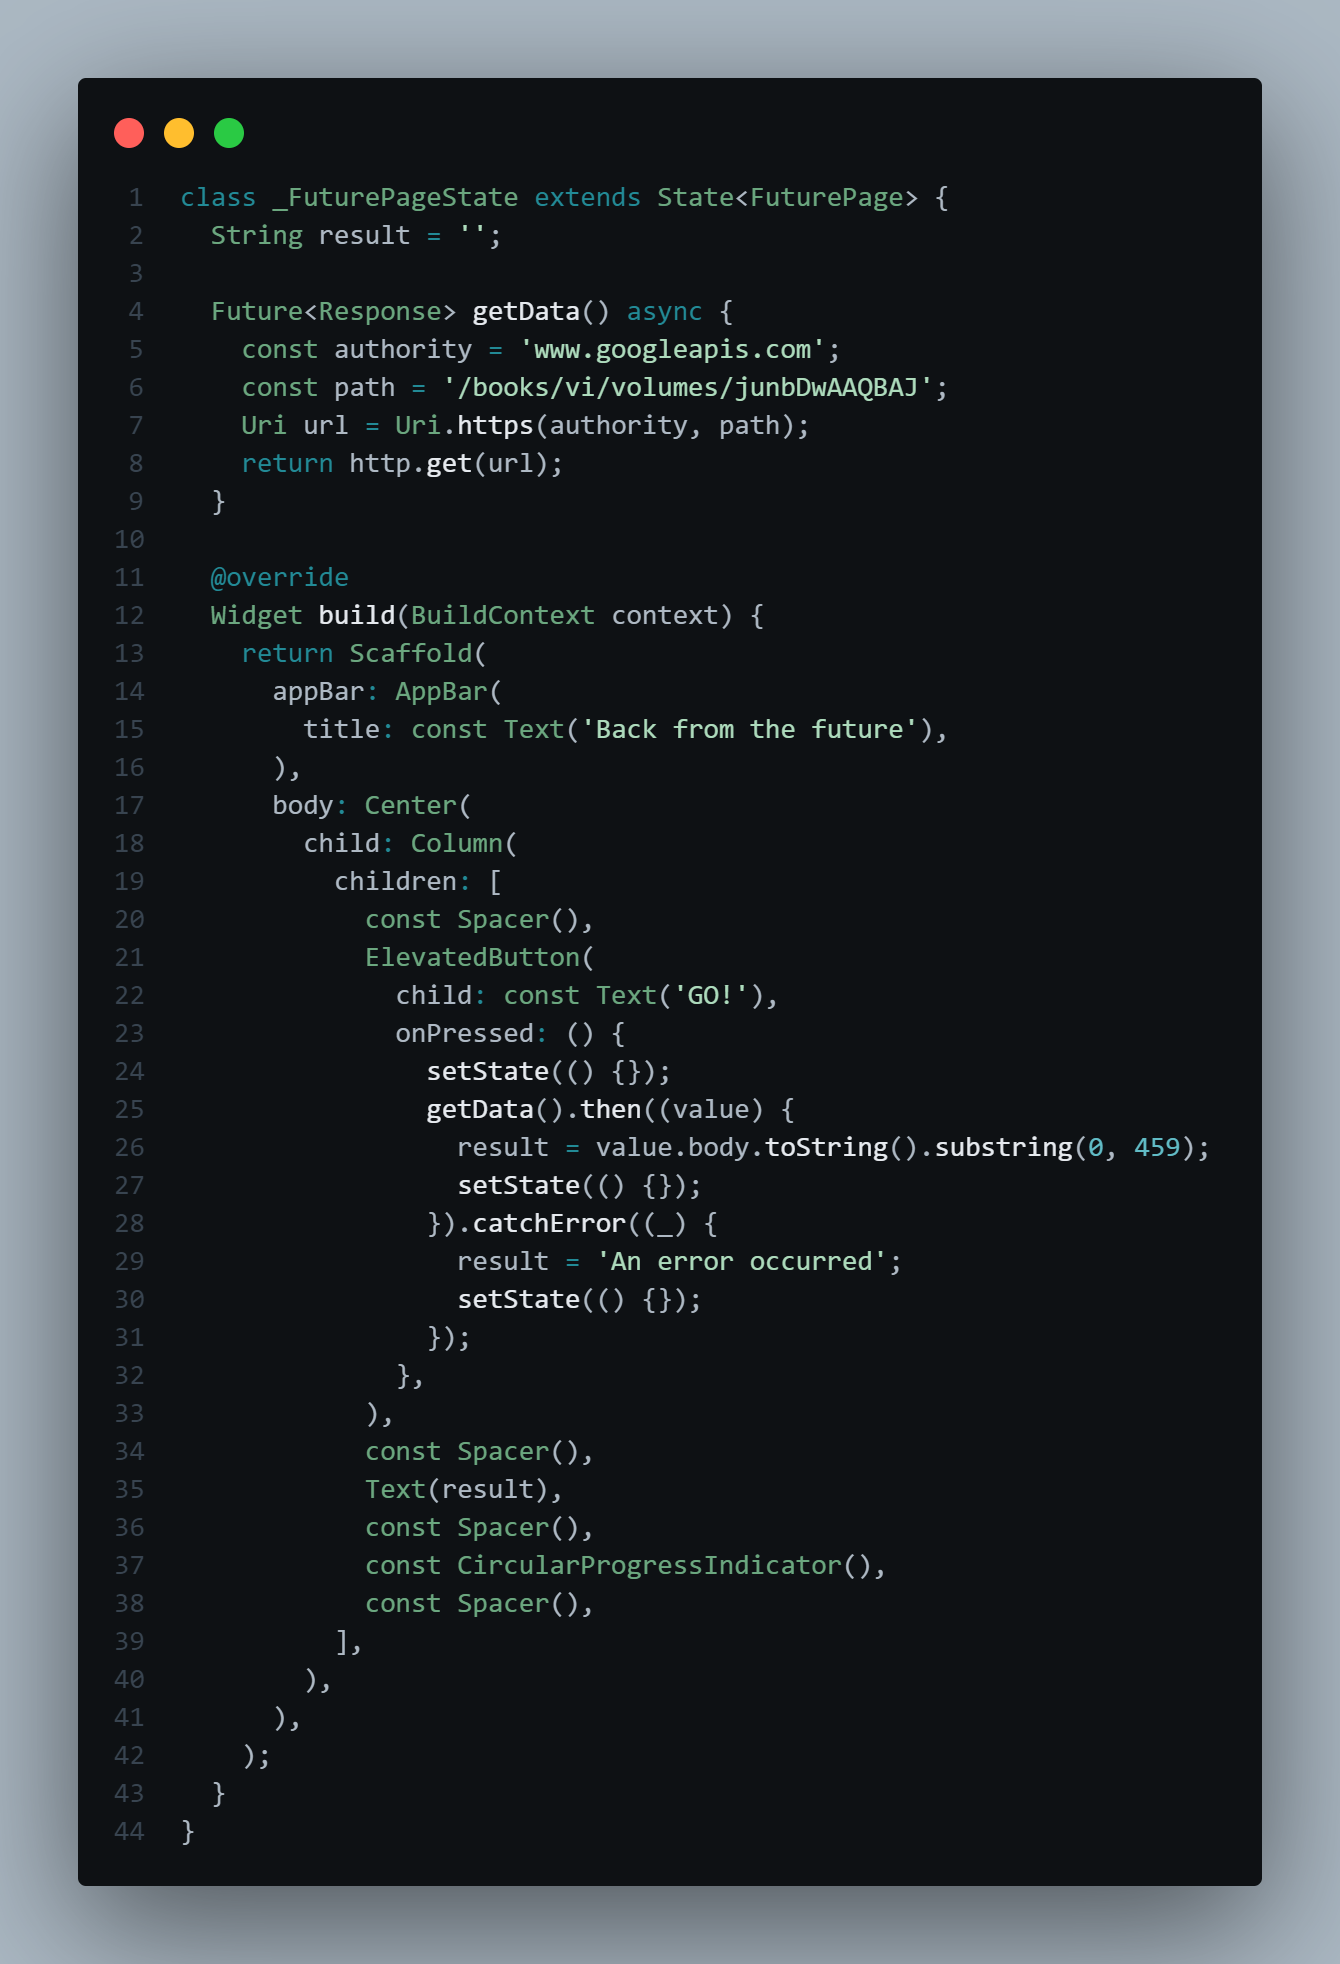 1 class _FuturePageState extends State<FuturePage> {
2   String result = '';
3
4   Future<Response> getData() async {
5     const authority = 'www.googleapis.com';
6     const path = '/books/vi/volumes/junbDwAAQBAJ';
7     Uri url = Uri.https(authority, path);
8     return http.get(url);
9   }
10
11   @override
12   Widget build(BuildContext context) {
13     return Scaffold(
14       appBar: AppBar(
15         title: const Text('Back from the future'),
16       ),
17       body: Center(
18         child: Column(
19           children: [
20             const Spacer(),
21             ElevatedButton(
22               child: const Text('GO!'),
23               onPressed: () {
24                 setState(() {});
25                 getData().then((value) {
26                   result = value.body.toString().substring(0, 459);
27                   setState(() {});
28                 }).catchError((_) {
29                   result = 'An error occurred';
30                   setState(() {});
31                 });
32               },
33             ),
34             const Spacer(),
35             Text(result),
36             const Spacer(),
37             const CircularProgressIndicator(),
38             const Spacer(),
39           ],
40         ),
41       ),
42     );
43   }
44 }